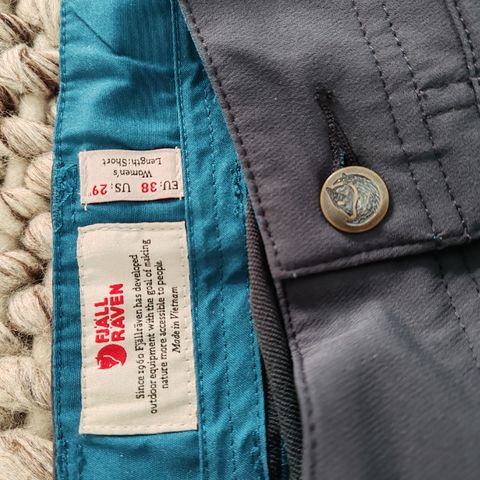 EU: 38 US: 29"
Women's
Length: Short
FJÄLL
RÄVEN
Since 1960 Fjällräven has developed
outdoor equipment with the goal of making
nature more accessible to people.
Made in Vietnam